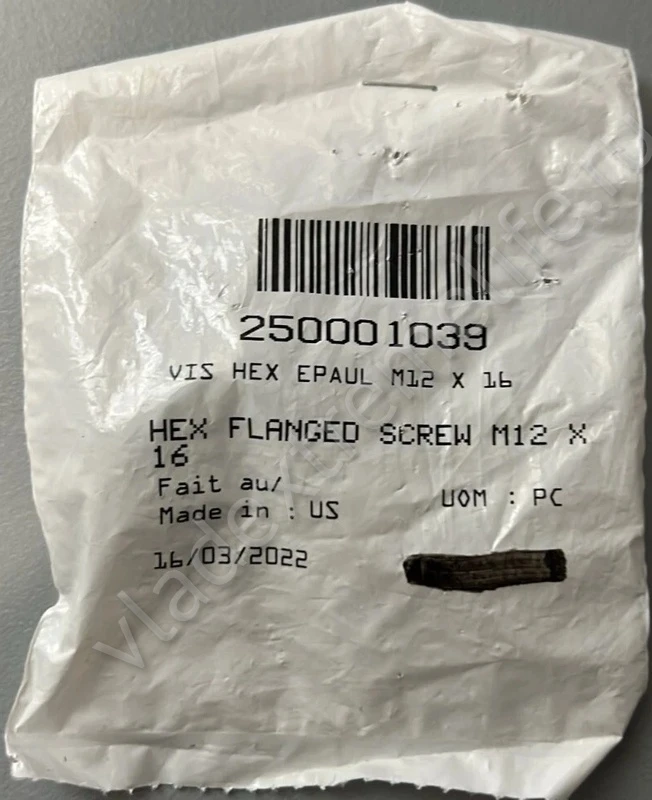 250001039
VIS HEX EPAUL M12 X 16
HEX FLANGED SCREW M12 X
16
Fait au/
Made in : US
UOM : PC
16/03/2022